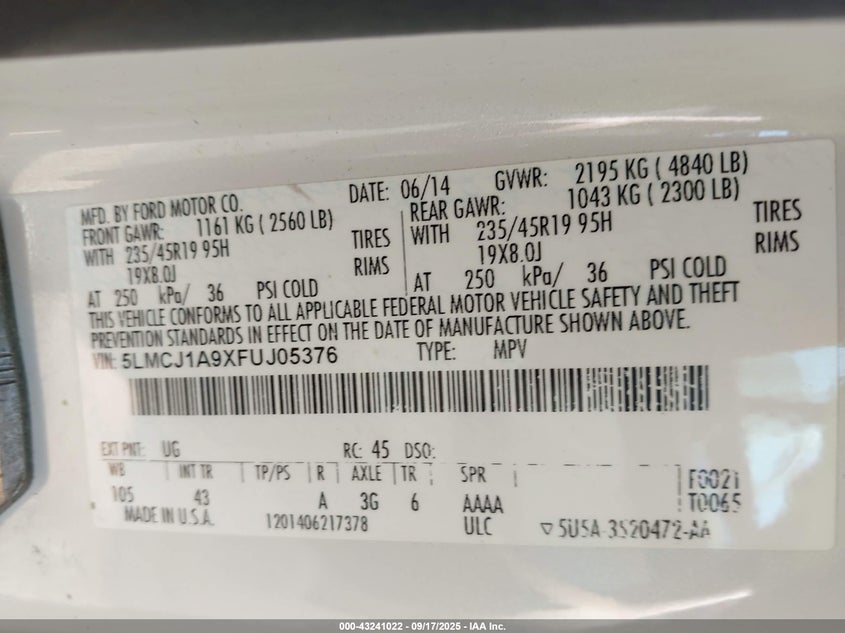 MFD. BY FORD MOTOR CO. DATE: 06/14 GVWR: 2195 KG ( 4840 LB)
FRONT GAWR: 1161 KG ( 2560 LB) REAR GAWR: 1043 KG ( 2300 LB)
WITH 235/45R19 95H TIRES WITH 235/45R19 95H TIRES
19X8.0J RIMS 19X8.0J RIMS
AT 250 kPa/ 36 PSI COLD AT 250 kPa/ 36 PSI COLD
THIS VEHICLE CONFORMS TO ALL APPLICABLE FEDERAL MOTOR VEHICLE SAFETY AND THEFT
PREVENTION STANDARDS IN EFFECT ON THE DATE OF MANUFACTURE SHOWN ABOVE.
VIN: 5LMCJ1A9XFUJ05376 TYPE: MPV
EXT PNT: UG RC: 45 DSO:
WB INT TR TP/PS R AXLE TR SPR F0021
105 43 A 3G 6 AAAA T0065
MADE IN U.S.A. 1201406217378 ULC 5U5A-3520472-AA
000-43241022 - 09/17/2025 - IAA Inc.